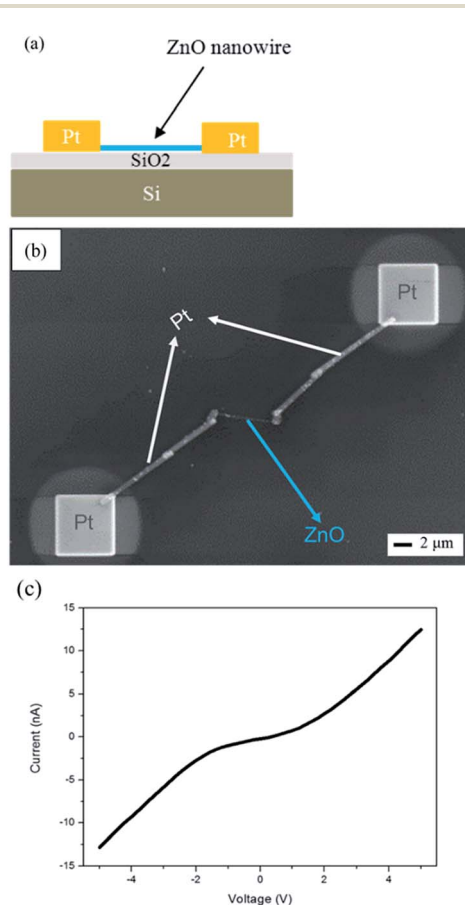 (a)
ZnO nanowire
Pt
Pt
SiO2
Si
(b)
Pt
Pt
Pt
ZnO
2 μm
(c)
15
10
5
0
-5
-10
-15
-4
-2
0
2
4
Current (nA)
Voltage (V)